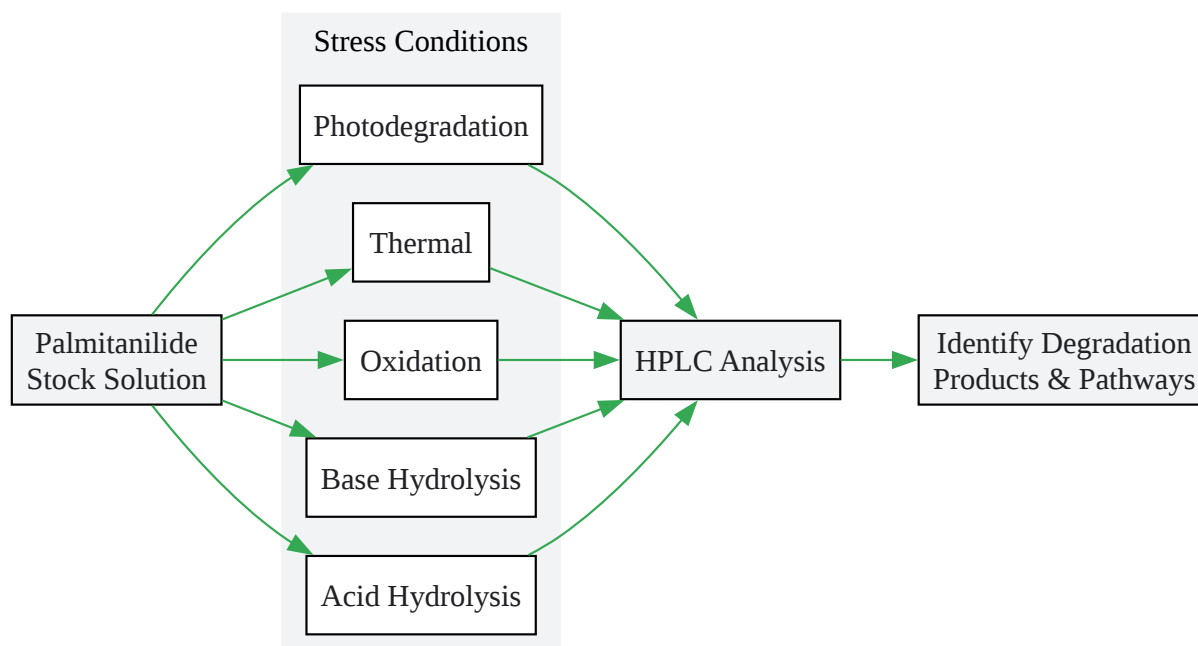 Stress Conditions
Photodegradation
Thermal
Palmitanilide
Stock Solution
Oxidation
HPLC Analysis
Identify Degradation
Products & Pathways
Base Hydrolysis
Acid Hydrolysis